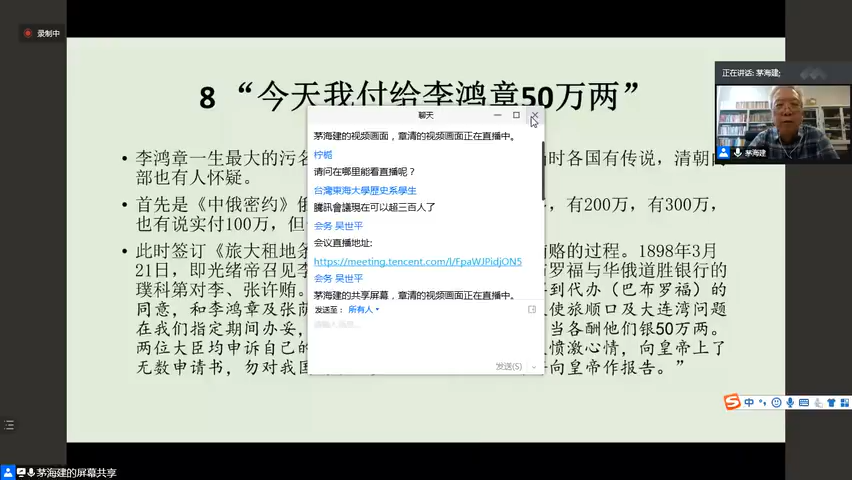 录制中
8 “今天我付给李鸿章50万两”
正在讲话: 茅海建;
茅海建
聊天
茅海建的视频画面，章清的视频画面正在直播中。
柠栀
请问在哪里能看直播呢？
台灣東海大學歷史系學生
騰訊會議現在可以超三百人了
会务 吴世平
会议直播地址:
https://meeting.tencent.com/l/FpaWJPidjON5
会务 吴世平
茅海建的共享屏幕，章清的视频画面正在直播中。
发送至： 所有人
发送(S)
• 李鸿章一生最大的污名
时各国有传说，清朝内
部也有人怀疑。
• 首先是《中俄密约》俄
，有200万，有300万，
也有说实付100万，但
• 此时签订《旅大租地条
贿赂的过程。1898年3月
21日，即光绪帝召见李
布罗福与华俄道胜银行的
璞科第对李、张许贿。
得到代办（巴布罗福）的
同意，和李鸿章及张荫
使旅顺口及大连湾问题
在我们指定期间办妥，
当各酬他们银50万两。
两位大臣均申诉自己的
愤激心情，向皇帝上了
无数申请书，勿对我国
向皇帝作报告。”
中
茅海建的屏幕共享